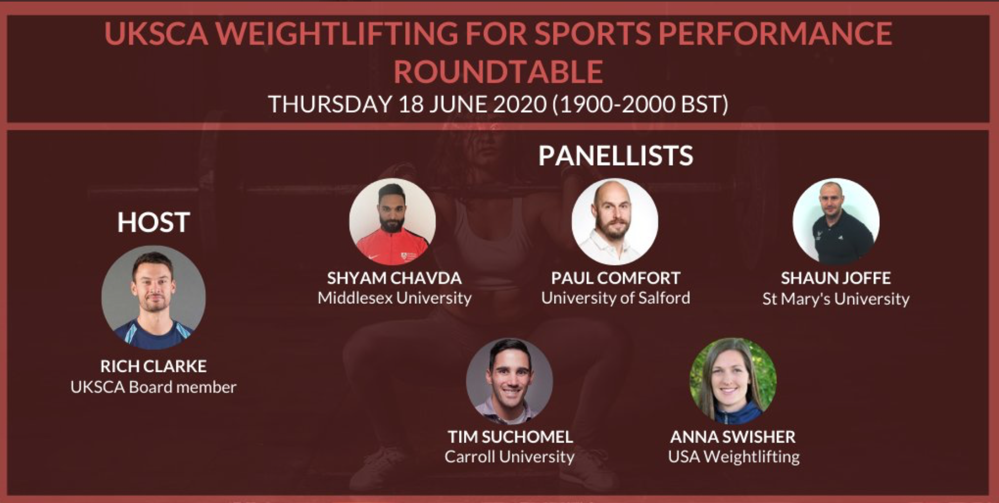 UKSCA WEIGHTLIFTING FOR SPORTS PERFORMANCE
ROUNDTABLE
THURSDAY 18 JUNE 2020 (1900-2000 BST)
HOST
RICH CLARKE
UKSCA Board member
PANELLISTS
SHYAM CHAVDA
Middlesex University
PAUL COMFORT
University of Salford
SHAUN JOFFE
St Mary's University
TIM SUCHOMEL
Carroll University
ANNA SWISHER
USA Weightlifting